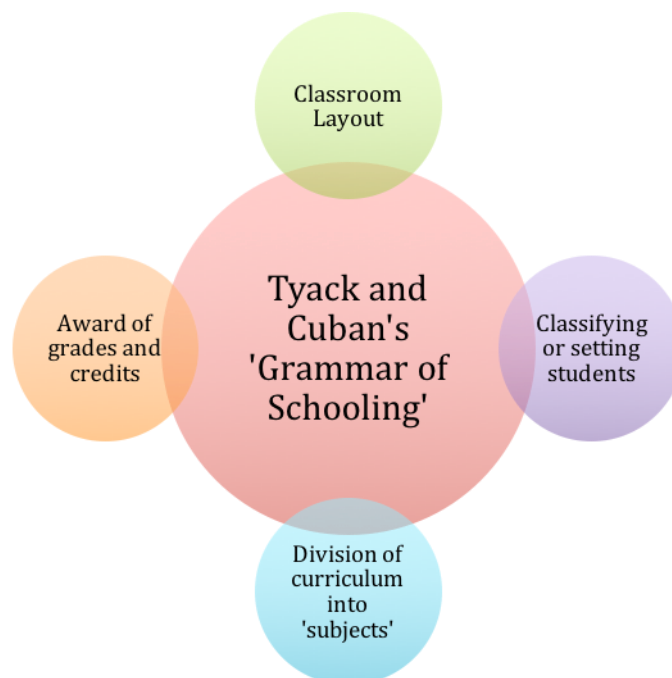 Classroom
Layout
Tyack and
Cuban's
'Grammar of
Schooling'
Award of
grades and
credits
Classifying
or setting
students
Division of
curriculum
into
'subjects'